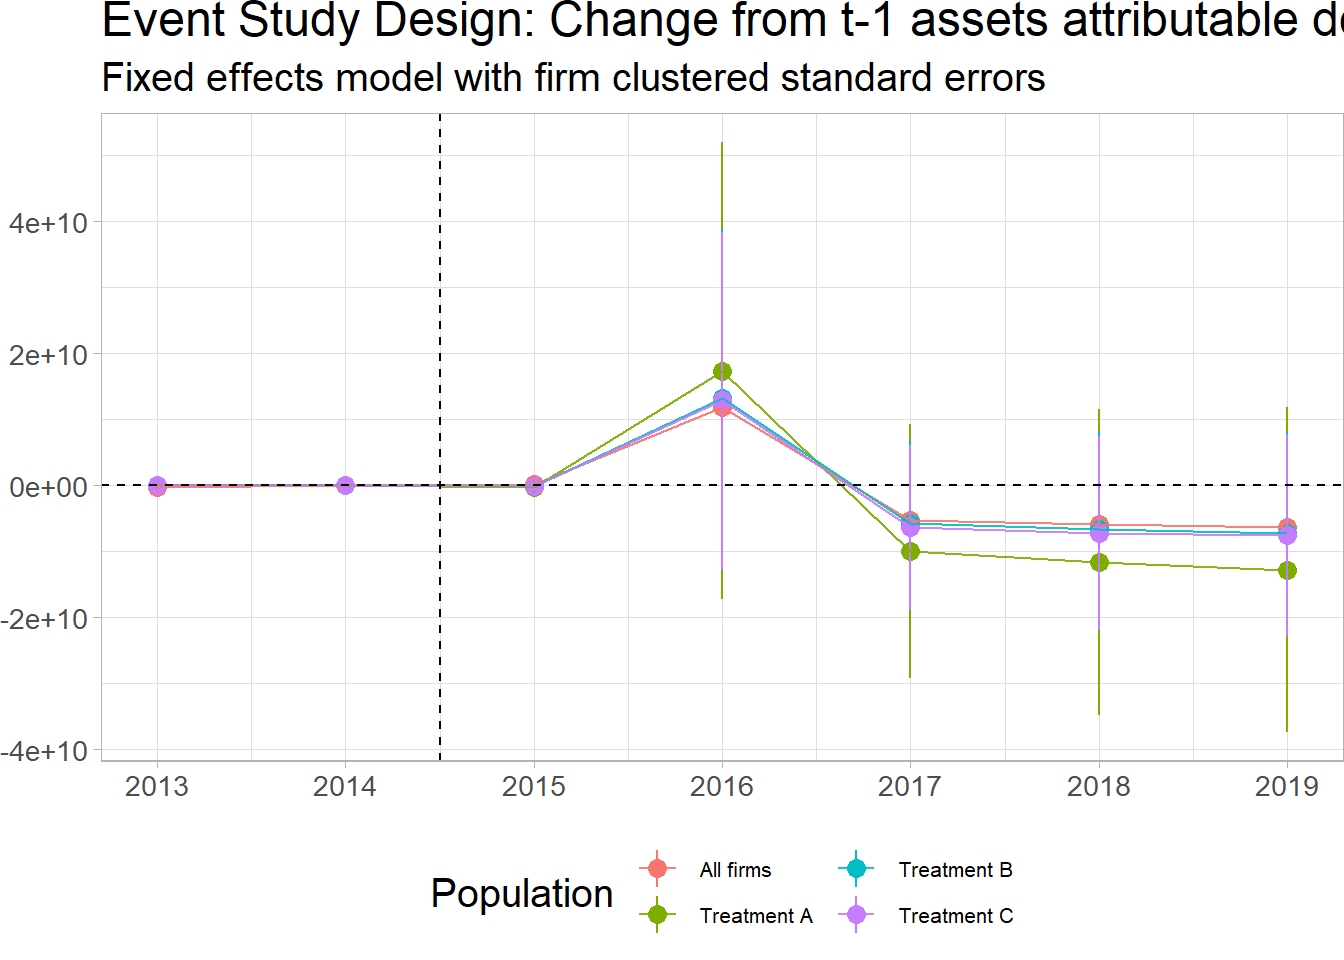 Event Study Design: Change from t-1 assets attributable
Fixed effects model with firm clustered standard errors
4e+10
2e+10
0e+00
-2e+10
-4e+10
2013 2014 2015 2016 2017 2018 2019
Population
All firms
Treatment A
Treatment B
Treatment C